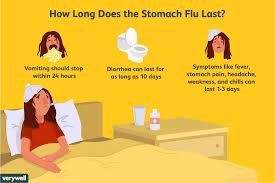 How Long Does the Stomach Flu Last?
Vomiting should stop
within 24 hours
Diarrhea can last for
as long as 10 days
Symptoms like fever,
stomach pain, headache,
weakness, and chills can
last 1-3 days
verywell